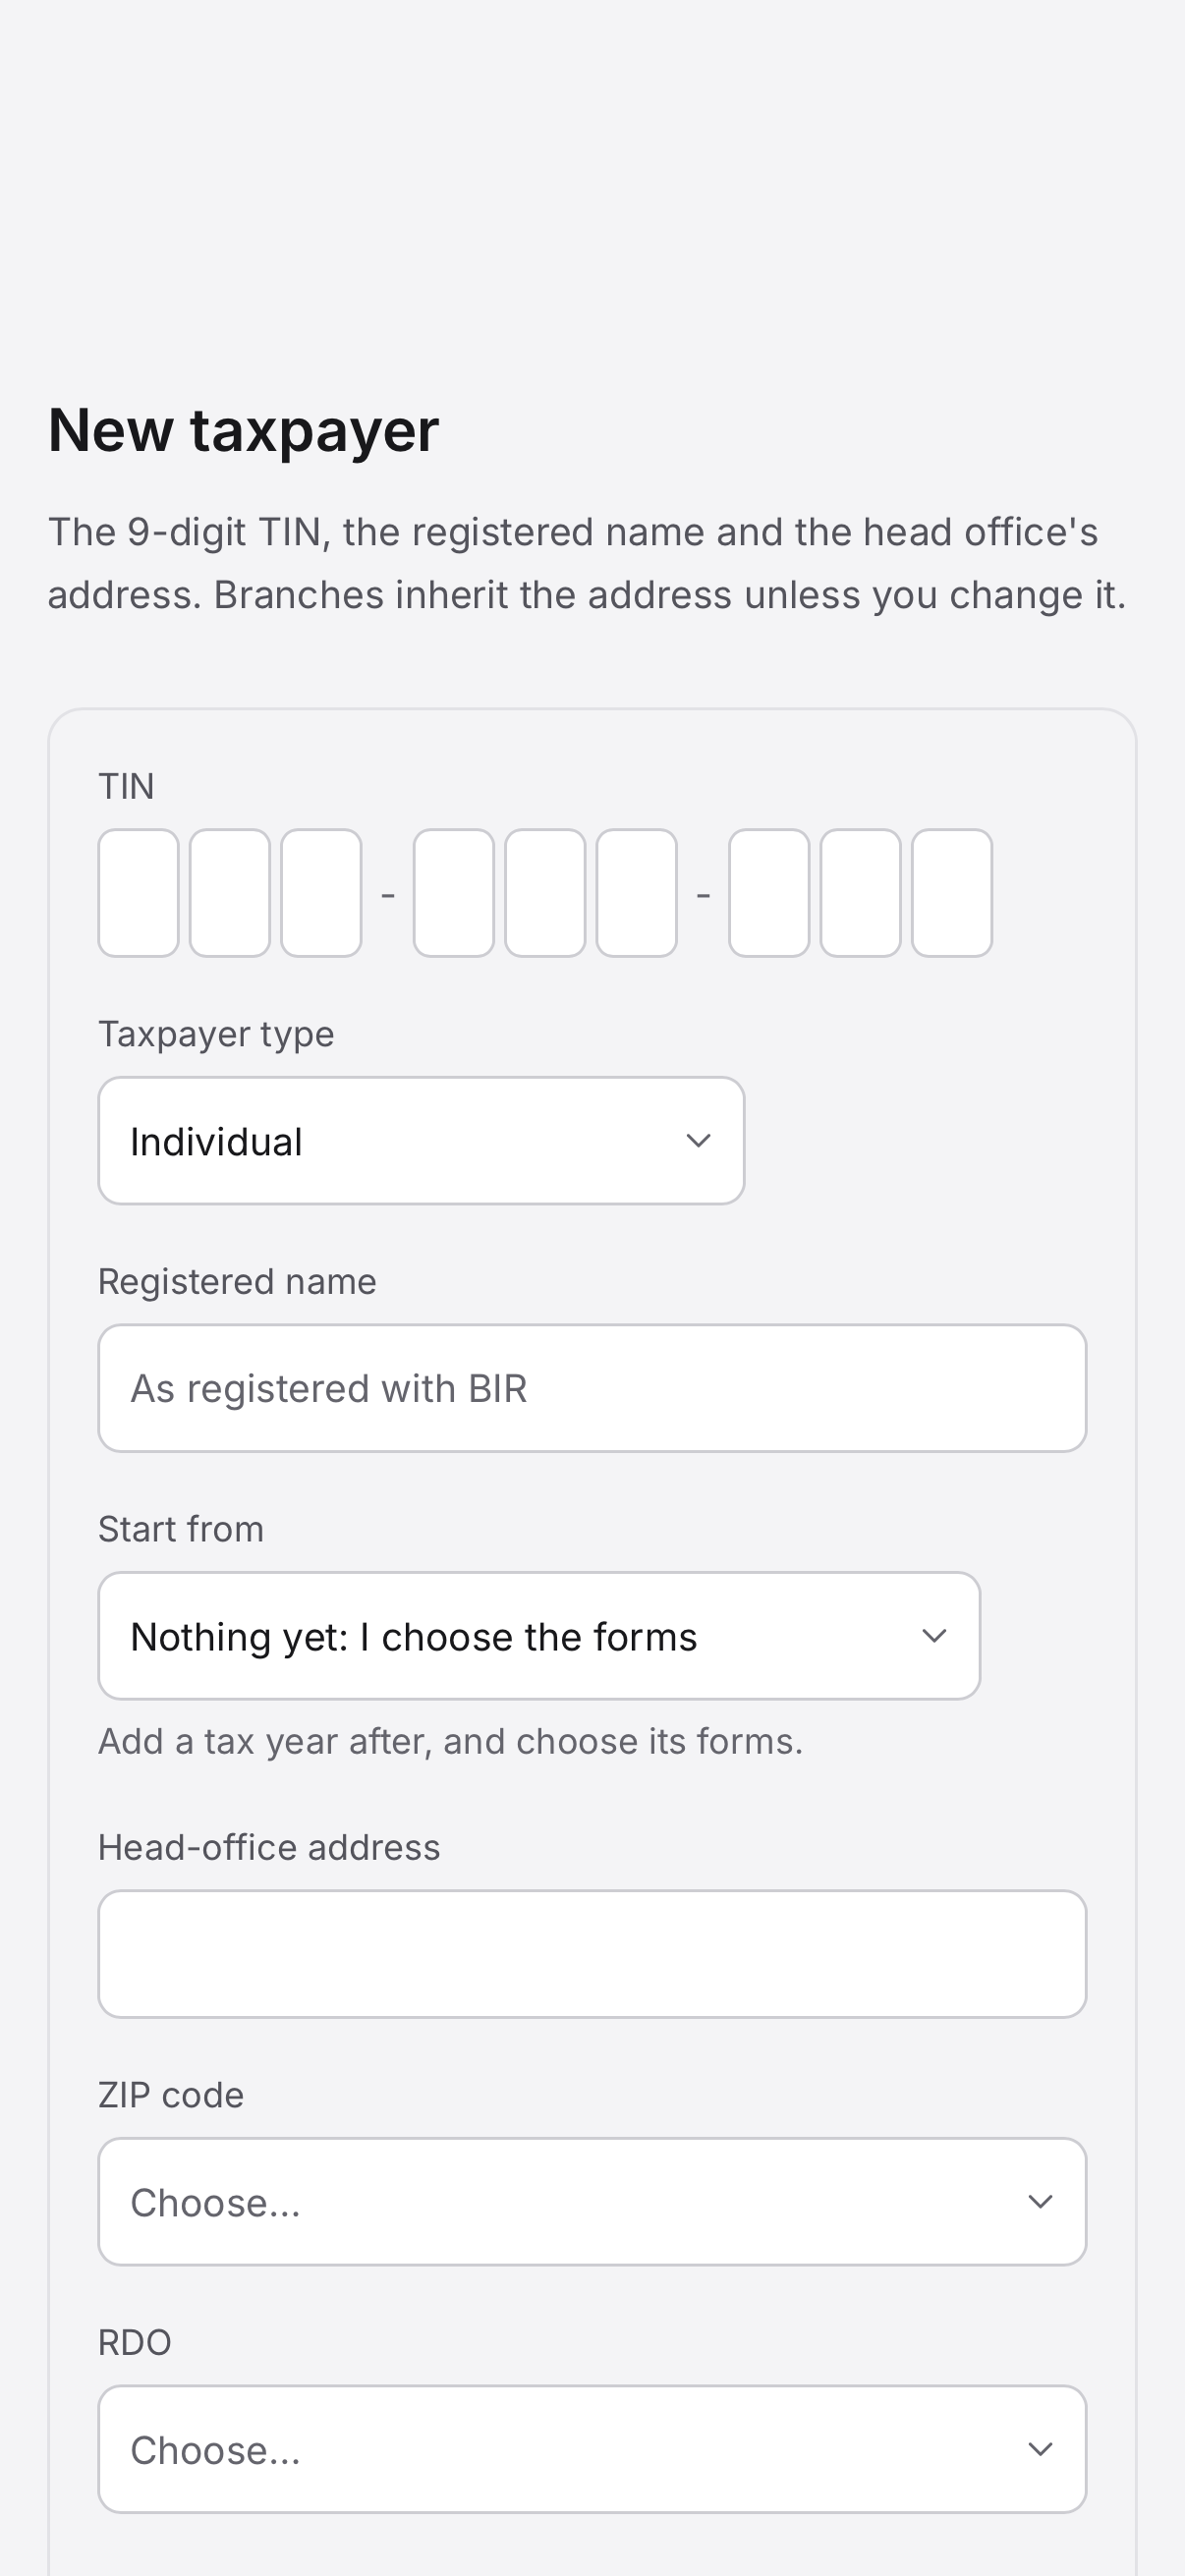 New taxpayer
The 9-digit TIN, the registered name and the head office's
address. Branches inherit the address unless you change it.
TIN
- -
Taxpayer type
Individual
Registered name
As registered with BIR
Start from
Nothing yet: I choose the forms
Add a tax year after, and choose its forms.
Head-office address
ZIP code
Choose...
RDO
Choose...